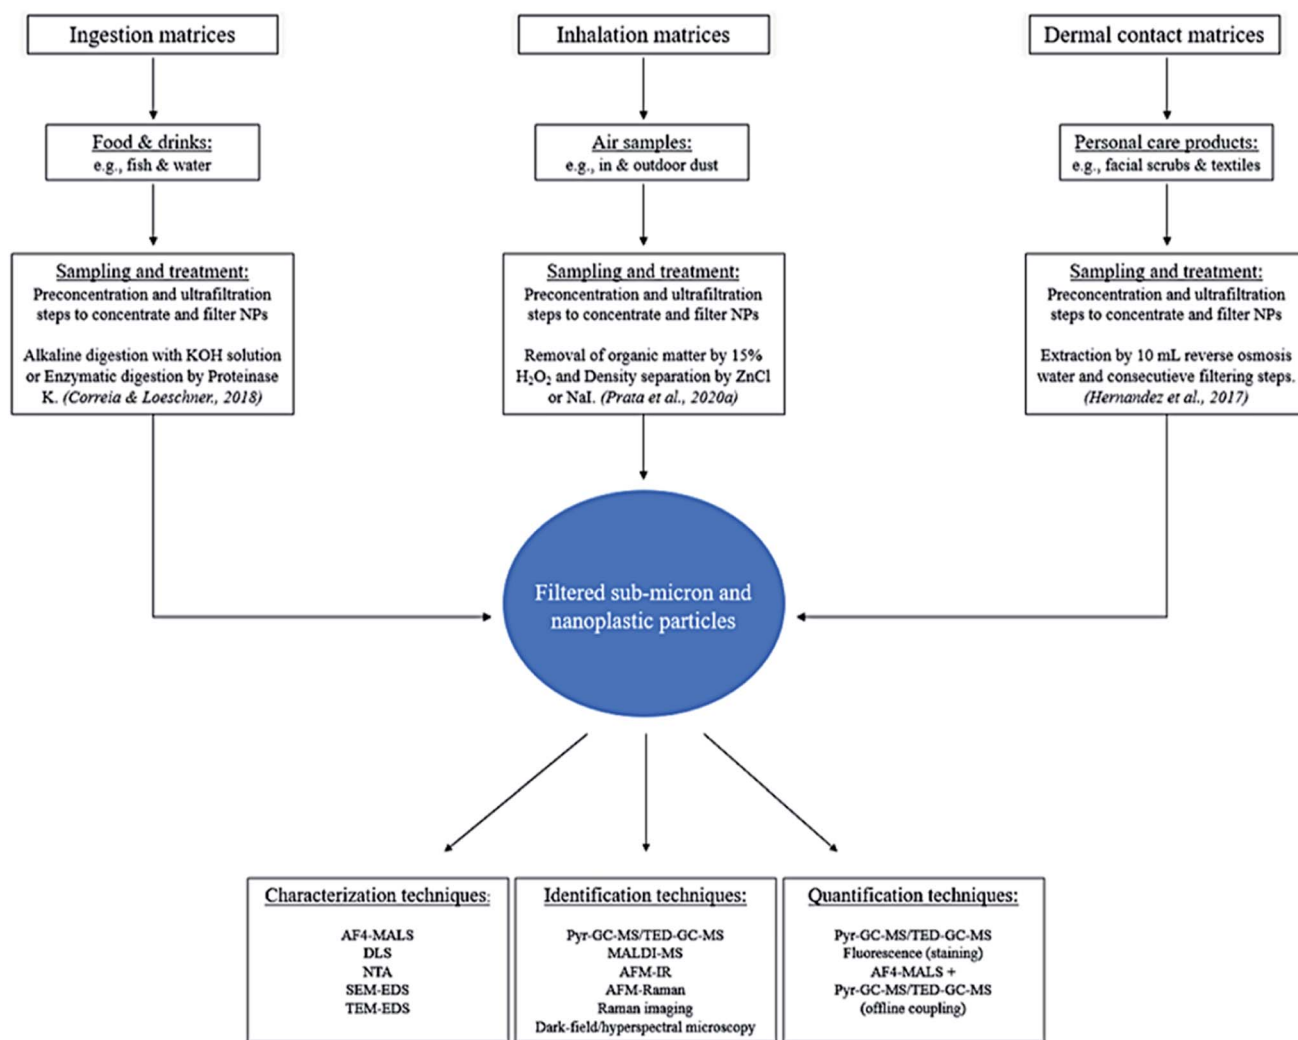 Ingestion matrices
Inhalation matrices
Dermal contact matrices
Food & drinks:
e.g., fish & water
Air samples:
e.g., in & outdoor dust
Personal care products:
e.g., facial scrubs & textiles
Sampling and treatment:
Preconcentration and ultrafiltration
steps to concentrate and filter NPs
Alkaline digestion with KOH solution
or Enzymatic digestion by Proteinase
K. (Correia & Loeschner., 2018)
Sampling and treatment:
Preconcentration and ultrafiltration
steps to concentrate and filter NPs
Removal of organic matter by 15%
H₂O₂ and Density separation by ZnCl
or NaI. (Prata et al., 2020a)
Sampling and treatment:
Preconcentration and ultrafiltration
steps to concentrate and filter NPs
Extraction by 10 mL reverse osmosis
water and consecutieve filtering steps.
(Hernandez et al., 2017)
Filtered sub-micron and
nanoplastic particles
Characterization techniques:
AF4-MALS
DLS
NTA
SEM-EDS
TEM-EDS
Identification techniques:
Pyr-GC-MS/TED-GC-MS
MALDI-MS
AFM-IR
AFM-Raman
Raman imaging
Dark-field/hyperspectral microscopy
Quantification techniques:
Pyr-GC-MS/TED-GC-MS
Fluorescence (staining)
AF4-MALS +
Pyr-GC-MS/TED-GC-MS
(offline coupling)